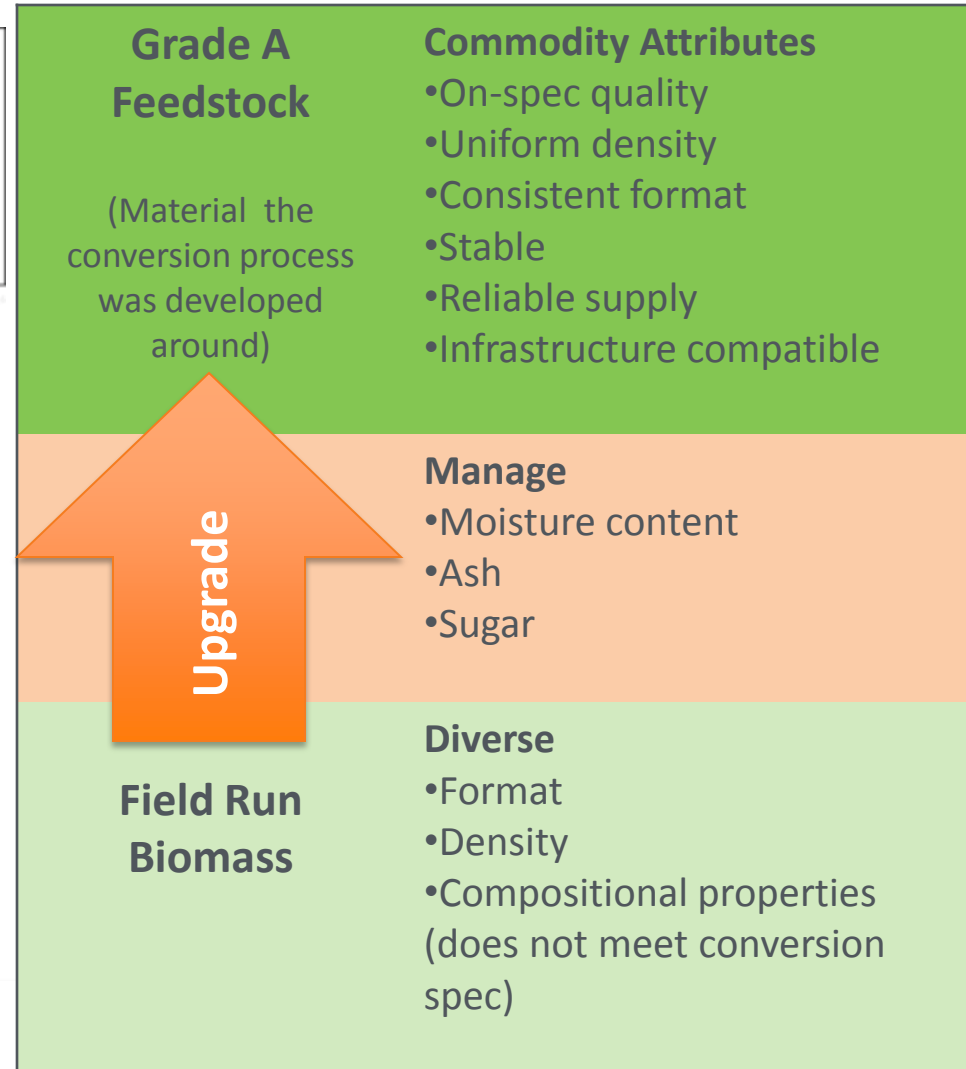 Grade A
Feedstock
(Material the
conversion process
was developed
around)
Commodity Attributes
•On-spec quality
•Uniform density
•Consistent format
•Stable
•Reliable supply
•Infrastructure compatible
Upgrade
Manage
•Moisture content
•Ash
•Sugar
Field Run
Biomass
Diverse
•Format
•Density
•Compositional properties
(does not meet conversion
spec)